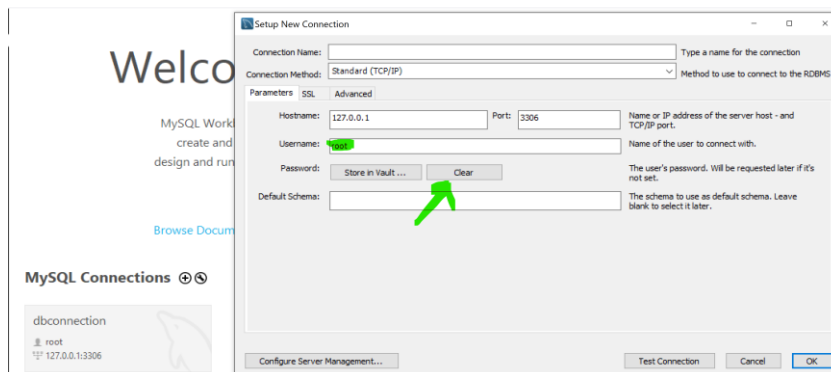 Setup New Connection
Welco
MySQL Workl
create and
design and run
Browse Docum
MySQL Connections
dbconnection
root
127.0.0.1:3306
Connection Name:
Type a name for the connection
Connection Method: Standard (TCP/IP)
Method to use to connect to the RDBMS
Parameters SSL Advanced
Hostname: 127.0.0.1 Port: 3306
Name or IP address of the server host - and
TCP/IP port.
Username: root
Name of the user to connect with.
Password: Store in Vault ... Clear
The user's password. Will be requested later if it's
not set.
Default Schema:
The schema to use as default schema. Leave
blank to select it later.
Configure Server Management... Test Connection Cancel OK